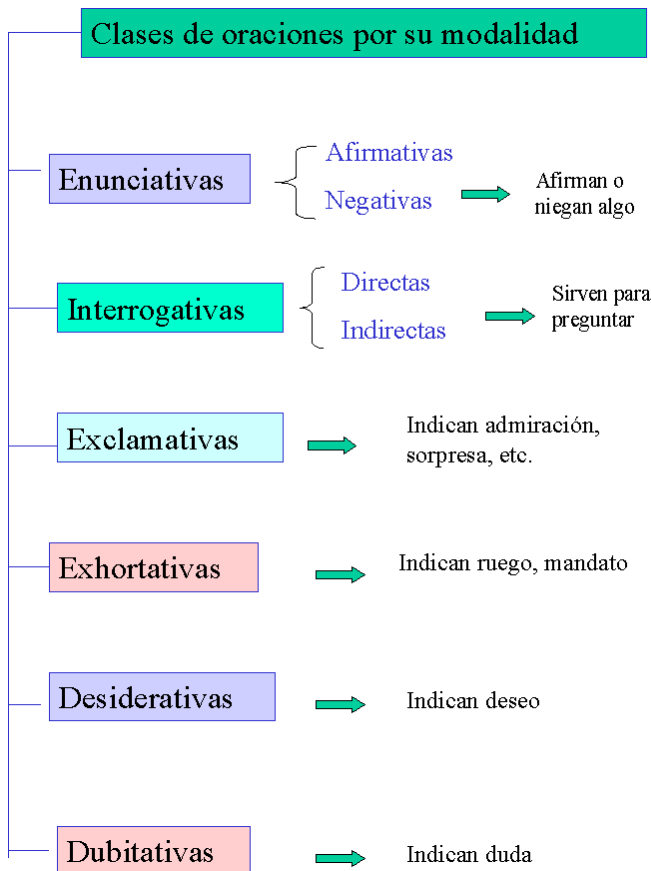 Clases de oraciones por su modalidad
Enunciativas
Afirmativas
Negativas
Afirman o
niegan algo
Interrogativas
Directas
Indirectas
Sirven para
preguntar
Exclamativas
Indican admiración,
sorpresa, etc.
Exhortativas
Indican ruego, mandato
Desiderativas
Indican deseo
Dubitativas
Indican duda